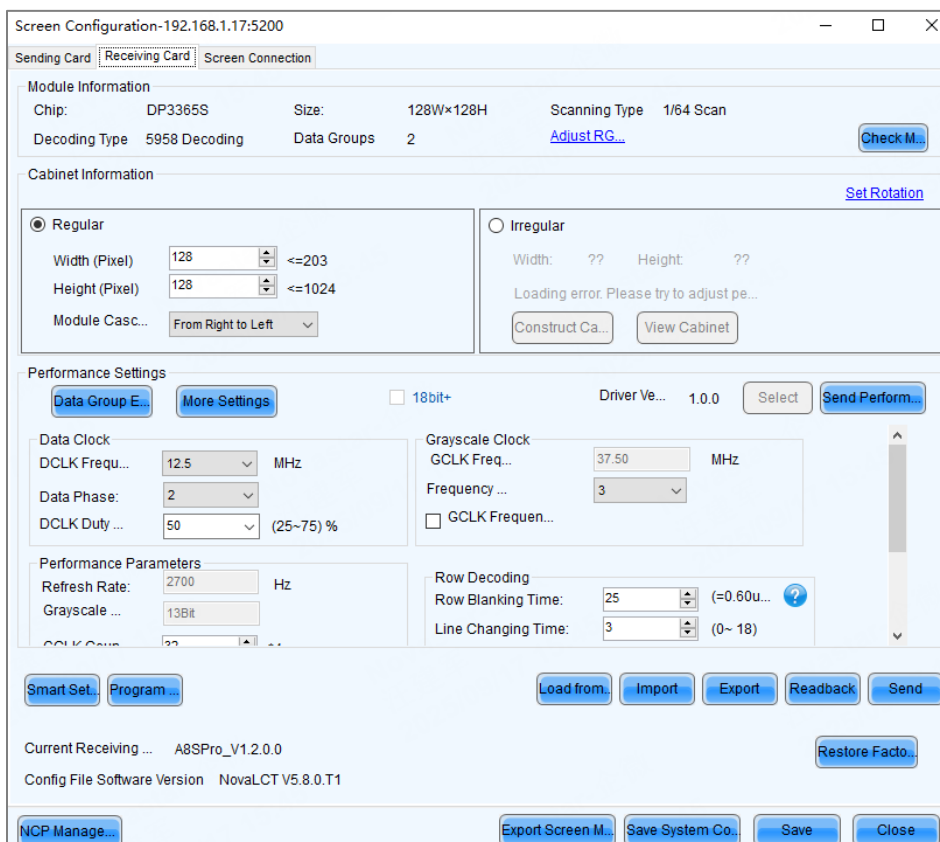 Screen Configuration-192.168.1.17:5200
Sending Card Receiving Card Screen Connection
Module Information
Chip: DP3365S Size: 128W×128H Scanning Type 1/64 Scan
Decoding Type 5958 Decoding Data Groups 2 Adjust RG... Check M...
Cabinet Information
Set Rotation
Regular Irregular
Width (Pixel) 128 <=203 Width: ?? Height: ??
Height (Pixel) 128 <=1024 Loading error. Please try to adjust pe...
Module Casc... From Right to Left Construct Ca... View Cabinet
Performance Settings
Data Group E... More Settings 18bit+ Driver Ve... 1.0.0 Select Send Perform...
Data Clock Grayscale Clock
DCLK Frequ... 12.5 MHz GCLK Freq... 37.50 MHz
Data Phase: 2 Frequency ... 3
DCLK Duty ... 50 (25~75) % GCLK Frequen...
Performance Parameters Row Decoding
Refresh Rate: 2700 Hz Row Blanking Time: 25 (=0.60u... ?
Grayscale ... 13Bit Line Changing Time: 3 (0~ 18)
GCLK Coun... 32
Smart Set... Program ... Load from.. Import Export Readback Send
Current Receiving ... A8SPro_V1.2.0.0 Restore Facto...
Config File Software Version NovaLCT V5.8.0.T1
NCP Manage... Export Screen M... Save System Co... Save Close